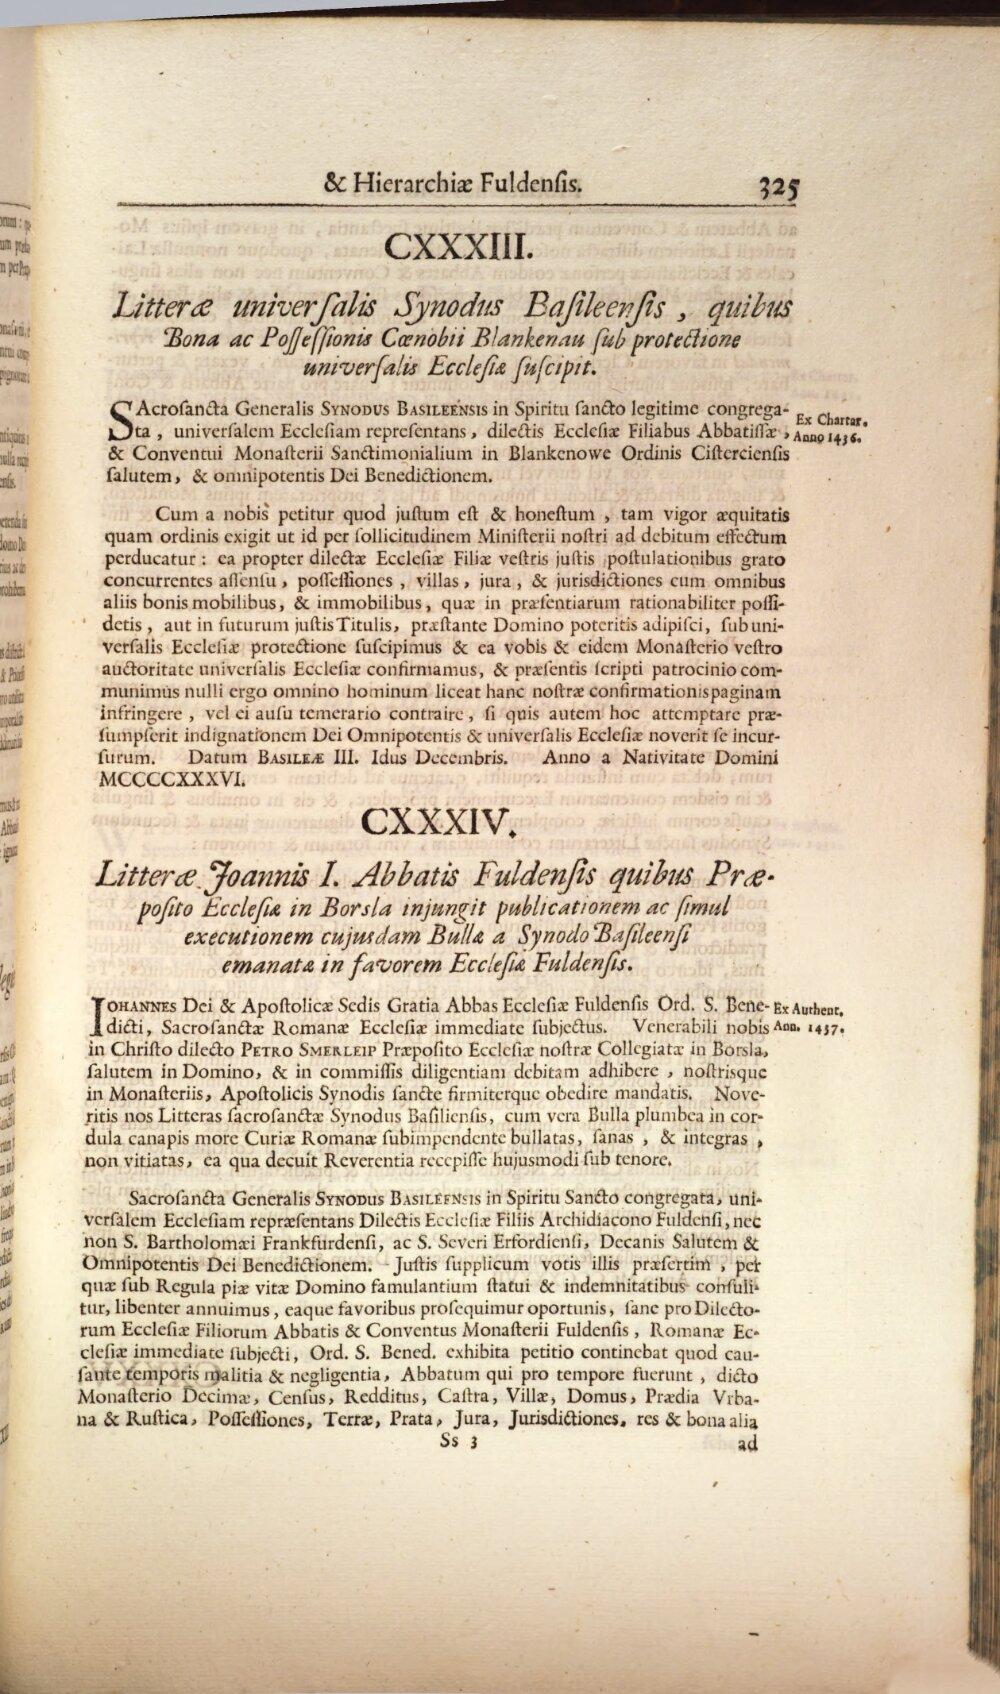 & Hierarchiæ Fuldenſis. 325
CXXXIII.
Litteræ univerſalis Synodus Baſileenſis, quibus
Bona ac Poſſeſſionis Cœnobii Blankenau ſub protectione
univerſalis Eccleſiæ ſuſcipit.
SAcroſancta Generalis SYNODUS BASILEENSIS in Spiritu ſancto legitime congrega-
ta, univerſalem Eccleſiam repreſentans, dilectis Eccleſiæ Filiabus Abbatiſſæ,
& Conventui Monaſterii Sanctimonialium in Blankenowe Ordinis Ciſtercienſis
ſalutem, & omnipotentis Dei Benedictionem.
Ex Chartar.
Anno 1436.
Cum a nobis petitur quod juſtum eſt & honeſtum, tam vigor æquitatis
quam ordinis exigit ut id per ſollicitudinem Miniſterii noſtri ad debitum effectum
perducatur: ea propter dilectæ Eccleſiæ Filiæ veſtris juſtis poſtulationibus grato
concurrentes aſſenſu, poſſeſſiones, villas, jura, & jurisdictiones cum omnibus
aliis bonis mobilibus, & immobilibus, quæ in præſentiarum rationabiliter poſſi-
detis, aut in futurum juſtis Titulis, præſtante Domino poteritis adipiſci, ſub uni-
verſalis Eccleſiæ protectione ſuſcipimus & ea vobis & eidem Monaſterio veſtro
auctoritate univerſalis Eccleſiæ confirmamus, & præſentis ſcripti patrocinio com-
munimus nulli ergo omnino hominum liceat hanc noſtræ confirmationis paginam
infringere, vel ei auſu temerario contraire, ſi quis autem hoc attemptare præ-
ſumpſerit indignationem Dei Omnipotentis & univerſalis Eccleſiæ noverit ſe incur-
ſurum. Datum BASILEÆ III. Idus Decembris. Anno a Nativitate Domini
MCCCCXXXVI.
CXXXIV.
Litteræ Joannis I. Abbatis Fuldenſis quibus Præ-
poſito Eccleſiæ in Borsla injungit publicationem ac ſimul
executionem cujusdam Bullæ a Synodo Baſileenſi
emanatæ in favorem Eccleſiæ Fuldenſis.
IOHANNES Dei & Apoſtolicæ Sedis Gratia Abbas Eccleſiæ Fuldenſis Ord. S. Bene-
dicti, Sacroſanctæ Romanæ Eccleſiæ immediate ſubjectus. Venerabili nobis
in Chriſto dilecto PETRO SMERLEIP Præpoſito Eccleſiæ noſtræ Collegiatæ in Borsla,
ſalutem in Domino, & in commiſſis diligentiam debitam adhibere, noſtrisque
in Monaſteriis, Apoſtolicis Synodis ſancte firmiterque obedire mandatis. Nove-
ritis nos Litteras ſacroſanctæ Synodus Baſilienſis, cum vera Bulla plumbea in cor-
dula canapis more Curiæ Romanæ ſubimpendente bullatas, ſanas, & integras,
non vitiatas, ea qua decuit Reverentia recepiſſe hujusmodi ſub tenore.
Ex Authent.
Ann. 1437.
Sacroſancta Generalis SYNODUS BASILEENSIS in Spiritu Sancto congregata, uni-
verſalem Eccleſiam repræſentans Dilectis Eccleſiæ Filiis Archidiacono Fuldenſi, nec
non S. Bartholomæi Frankfurdenſi, ac S. Severi Erfordienſi, Decanis Salutem &
Omnipotentis Dei Benedictionem. Juſtis ſupplicum votis illis præſertim, per
quæ ſub Regula piæ vitæ Domino famulantium ſtatui & indemnitatibus conſuli-
tur, libenter annuimus, eaque favoribus proſequimur oportunis, ſane pro Dilecto-
rum Eccleſiæ Filiorum Abbatis & Conventus Monaſterii Fuldenſis, Romanæ Ec-
cleſiæ immediate ſubjecti, Ord. S. Bened. exhibita petitio continebat quod cau-
ſante temporis malitia & negligentia, Abbatum qui pro tempore fuerunt, dicto
Monaſterio Decimæ, Cenſus, Redditus, Caſtra, Villæ, Domus, Prædia Vrba-
na & Ruſtica, Poſſeſſiones, Terræ, Prata, Jura, Jurisdictiones, res & bona alia
Ss 3 ad